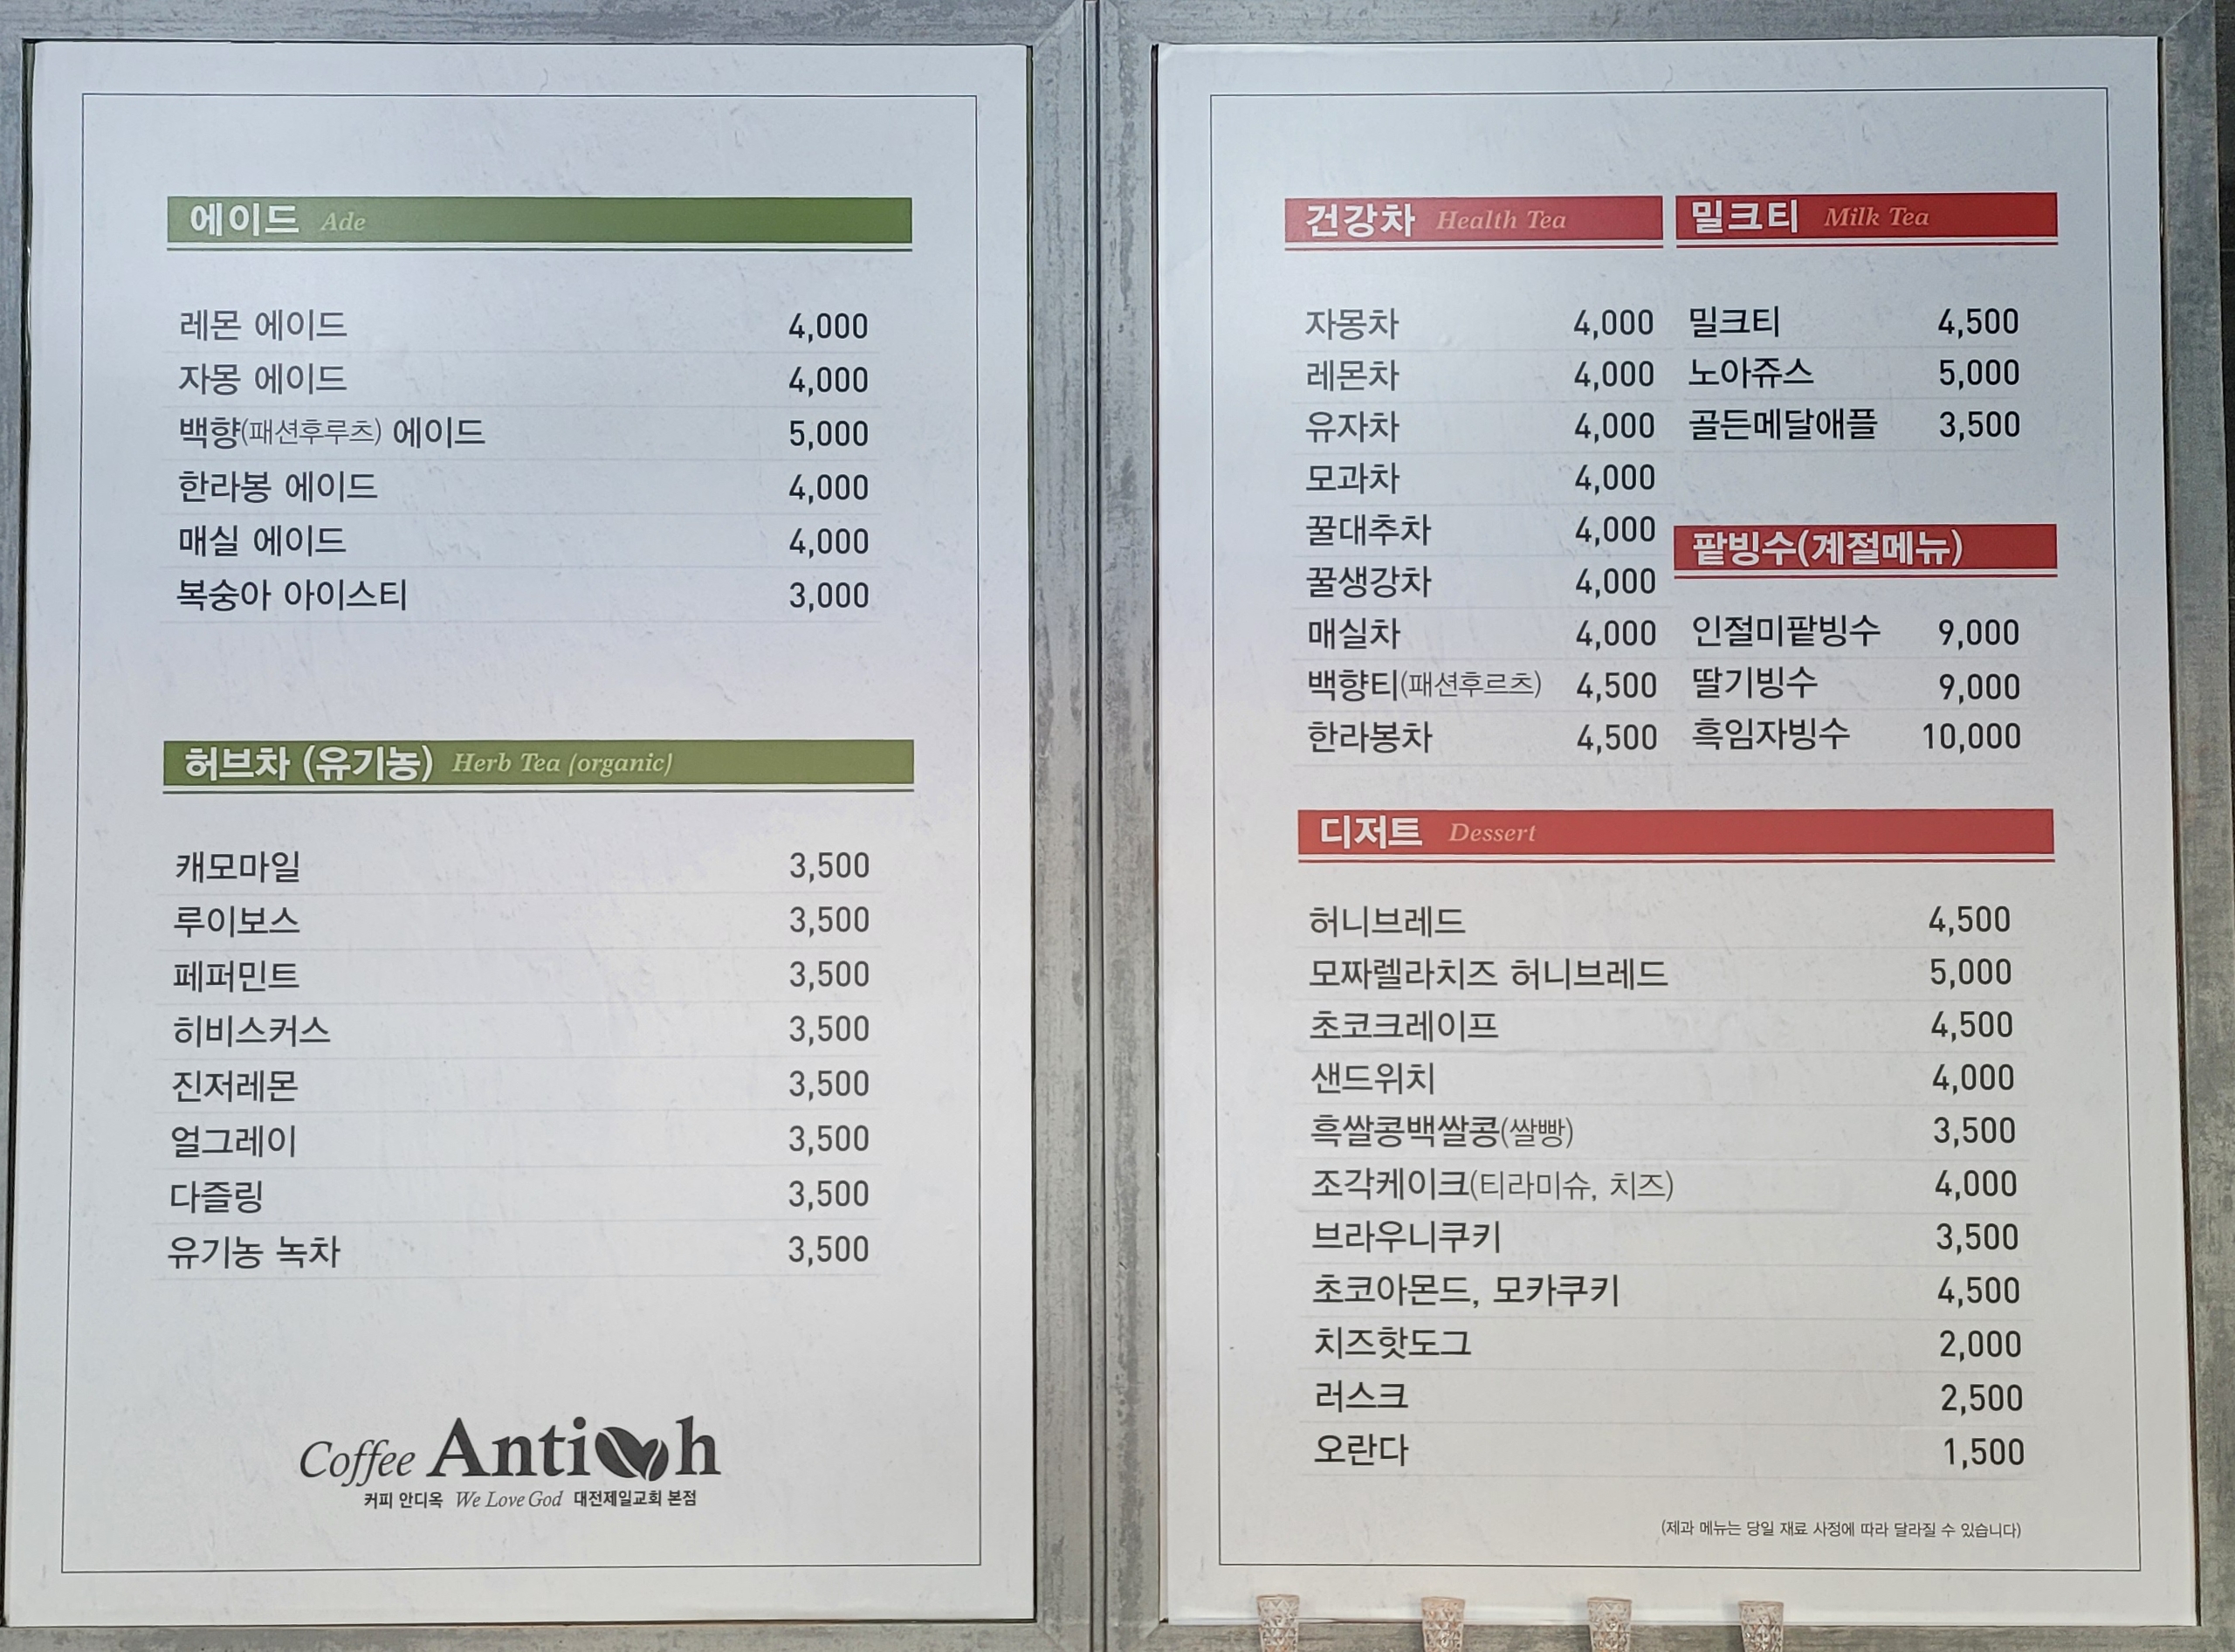 에이드 Ade
레몬 에이드 4,000
자몽 에이드 4,000
백향(패션후루츠) 에이드 5,000
한라봉 에이드 4,000
매실 에이드 4,000
복숭아 아이스티 3,000
허브차 (유기농) Herb Tea (organic)
캐모마일 3,500
루이보스 3,500
페퍼민트 3,500
히비스커스 3,500
진저레몬 3,500
얼그레이 3,500
다즐링 3,500
유기농 녹차 3,500
Coffee Antioch
커피 안디옥 We Love God 대전제일교회 본점
건강차 Health Tea
자몽차 4,000
레몬차 4,000
유자차 4,000
모과차 4,000
꿀대추차 4,000
꿀생강차 4,000
매실차 4,000
백향티(패션후르츠) 4,500
한라봉차 4,500
밀크티 Milk Tea
밀크티 4,500
노아쥬스 5,000
골든메달애플 3,500
팥빙수(계절메뉴)
인절미팥빙수 9,000
딸기빙수 9,000
흑임자빙수 10,000
디저트 Dessert
허니브레드 4,500
모짜렐라치즈 허니브레드 5,000
초코크레이프 4,500
샌드위치 4,000
흑쌀콩백쌀콩(쌀빵) 3,500
조각케이크(티라미슈, 치즈) 4,000
브라우니쿠키 3,500
초코아몬드, 모카쿠키 4,500
치즈핫도그 2,000
러스크 2,500
오란다 1,500
(제과 메뉴는 당일 재료 사정에 따라 달라질 수 있습니다)